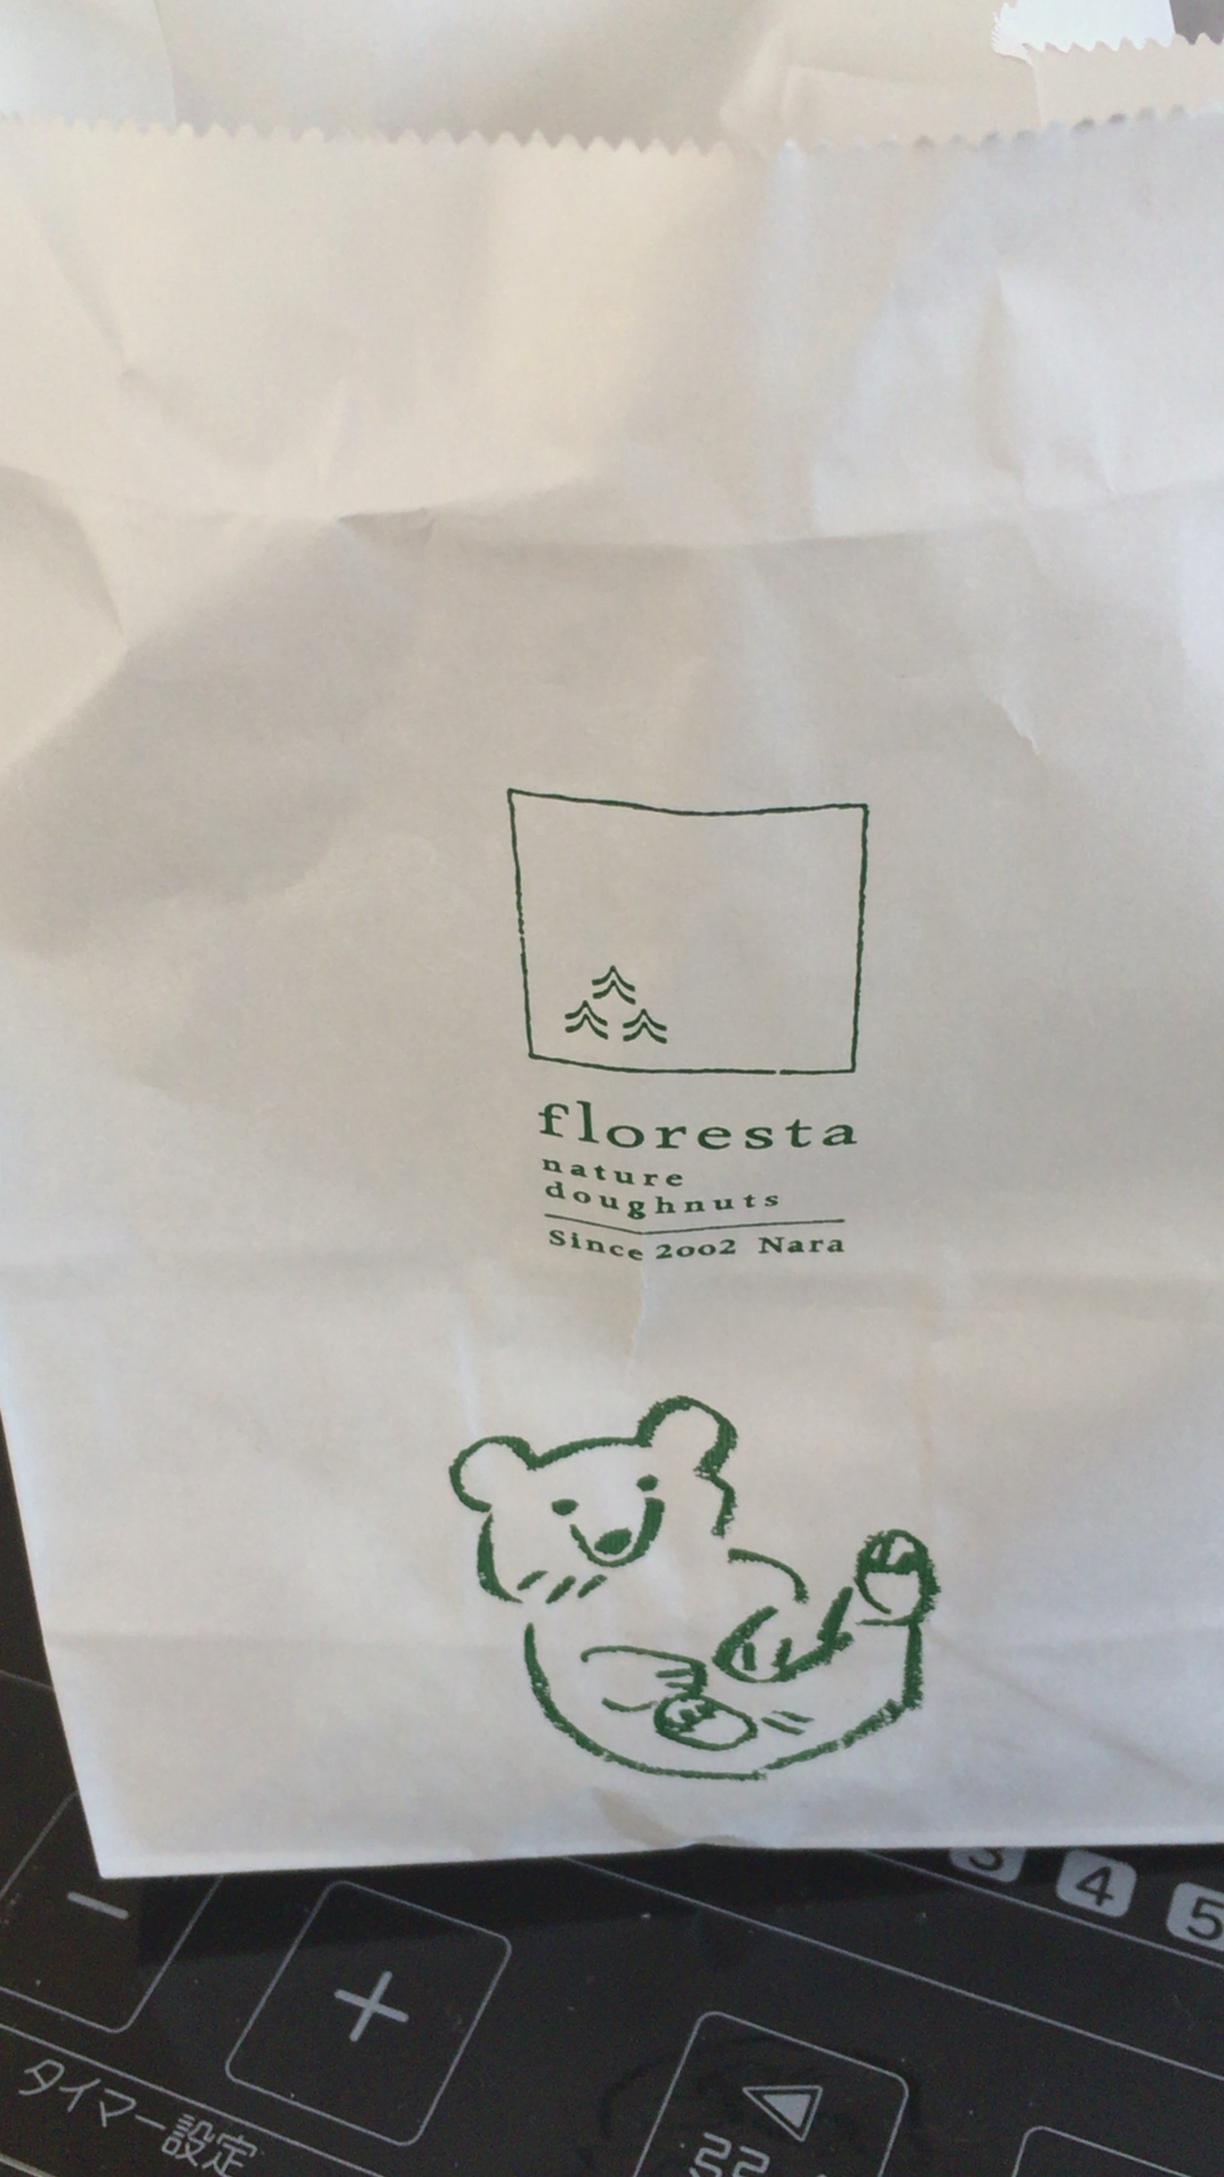 floresta
nature
doughnuts
Since 2002 Nara
3 4 5
－
＋
タイマー設定